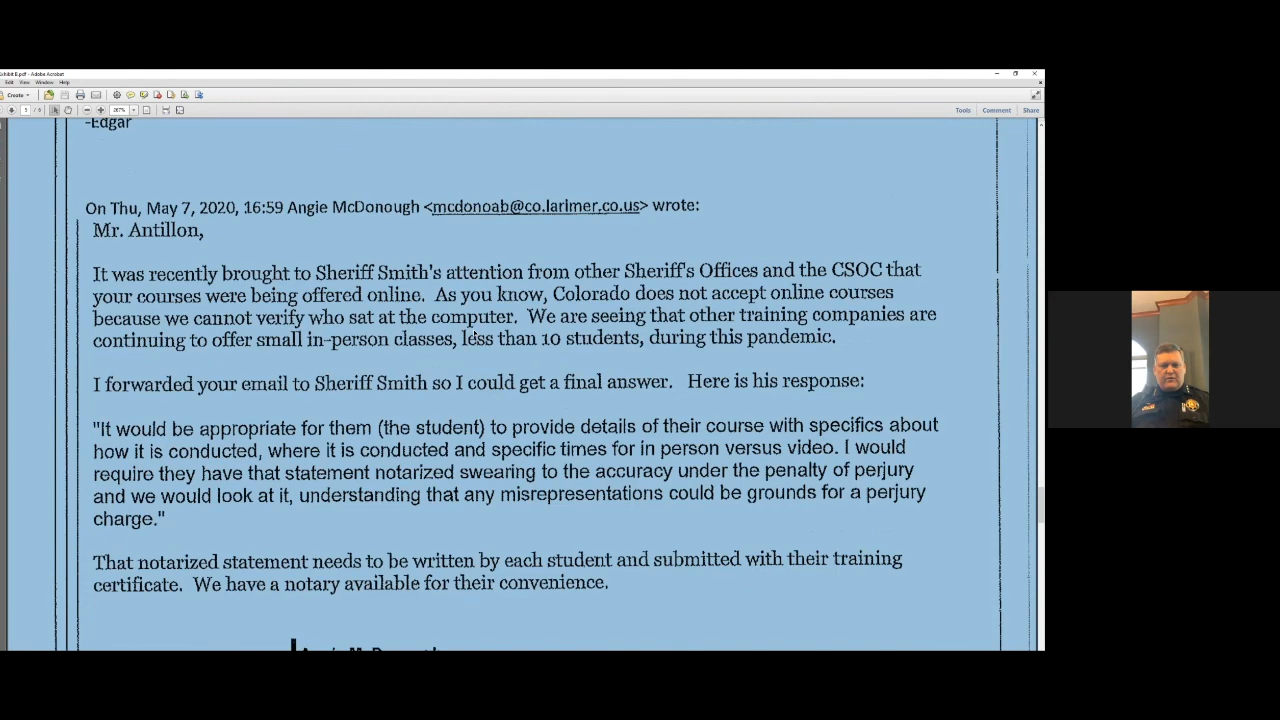 Exhibit B.pdf - Adobe Acrobat
Edit View Window Help
Create
Tools Comment Share
-Edgar
On Thu, May 7, 2020, 16:59 Angie McDonough <mcdonoab@co.larimer.co.us> wrote:
Mr. Antillon,
It was recently brought to Sheriff Smith's attention from other Sheriff's Offices and the CSOC that
your courses were being offered online.  As you know, Colorado does not accept online courses
because we cannot verify who sat at the computer.  We are seeing that other training companies are
continuing to offer small in-person classes, less than 10 students, during this pandemic.
I forwarded your email to Sheriff Smith so I could get a final answer.   Here is his response:
"It would be appropriate for them (the student) to provide details of their course with specifics about
how it is conducted, where it is conducted and specific times for in person versus video. I would
require they have that statement notarized swearing to the accuracy under the penalty of perjury
and we would look at it, understanding that any misrepresentations could be grounds for a perjury
charge."
That notarized statement needs to be written by each student and submitted with their training
certificate.  We have a notary available for their convenience.